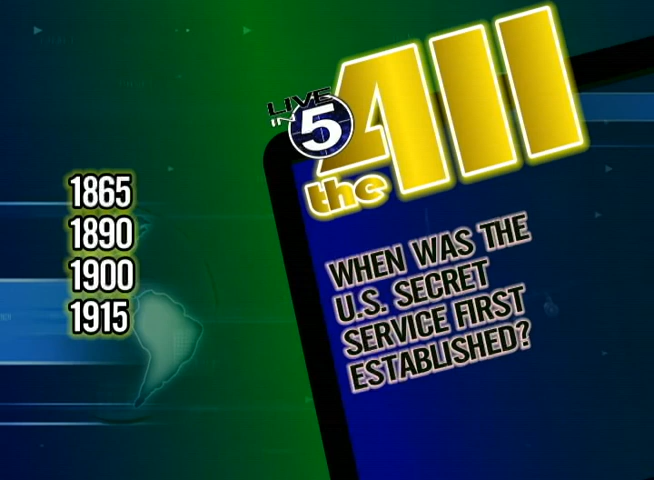 LIVE
IN 5
the 411
1865
1890
1900
1915
WHEN WAS THE
U.S. SECRET
SERVICE FIRST
ESTABLISHED?